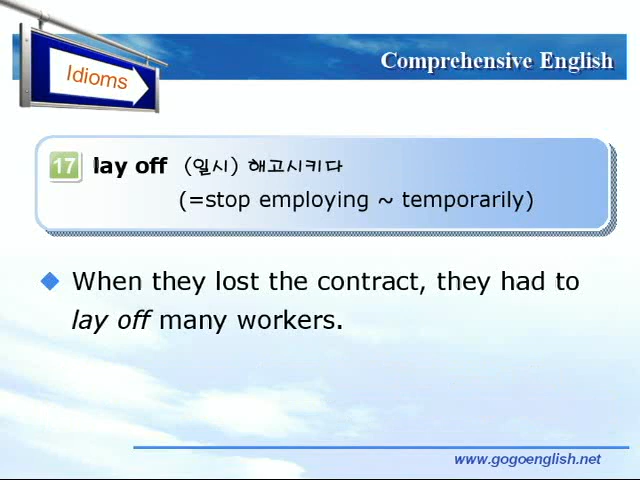 Idioms
Comprehensive English
17 lay off (일시) 해고시키다
(=stop employing ~ temporarily)
When they lost the contract, they had to
lay off many workers.
www.gogoenglish.net